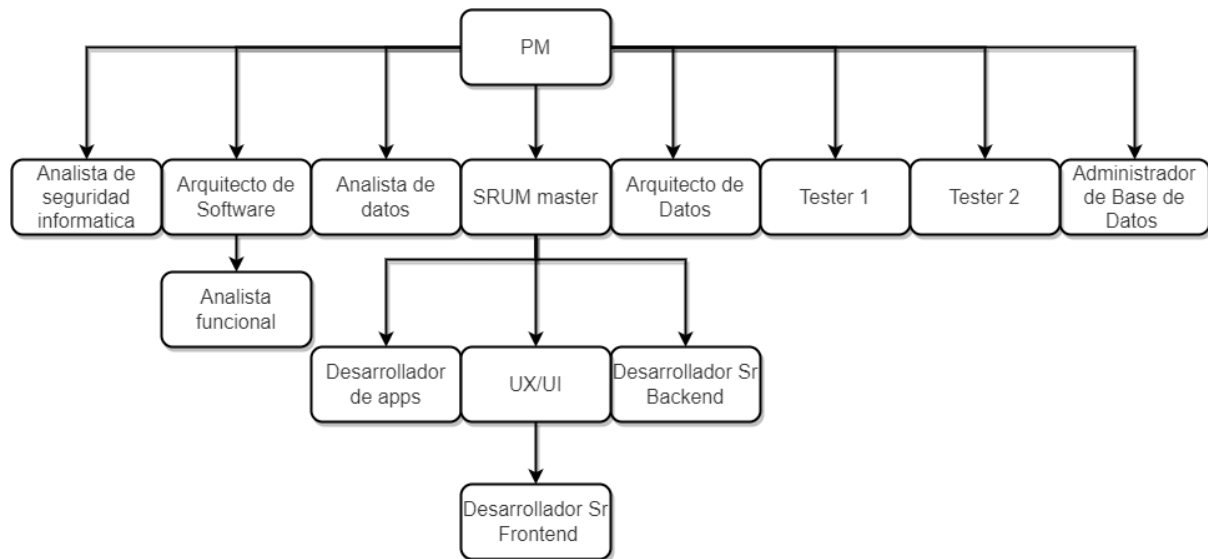 PM
Analista de
seguridad
informatica
Arquitecto de
Software
Analista de
datos
SRUM master
Arquitecto de
Datos
Tester 1
Tester 2
Administrador
de Base de
Datos
Analista
funcional
Desarrollador
de apps
UX/UI
Desarrollador Sr
Backend
Desarrollador Sr
Frontend